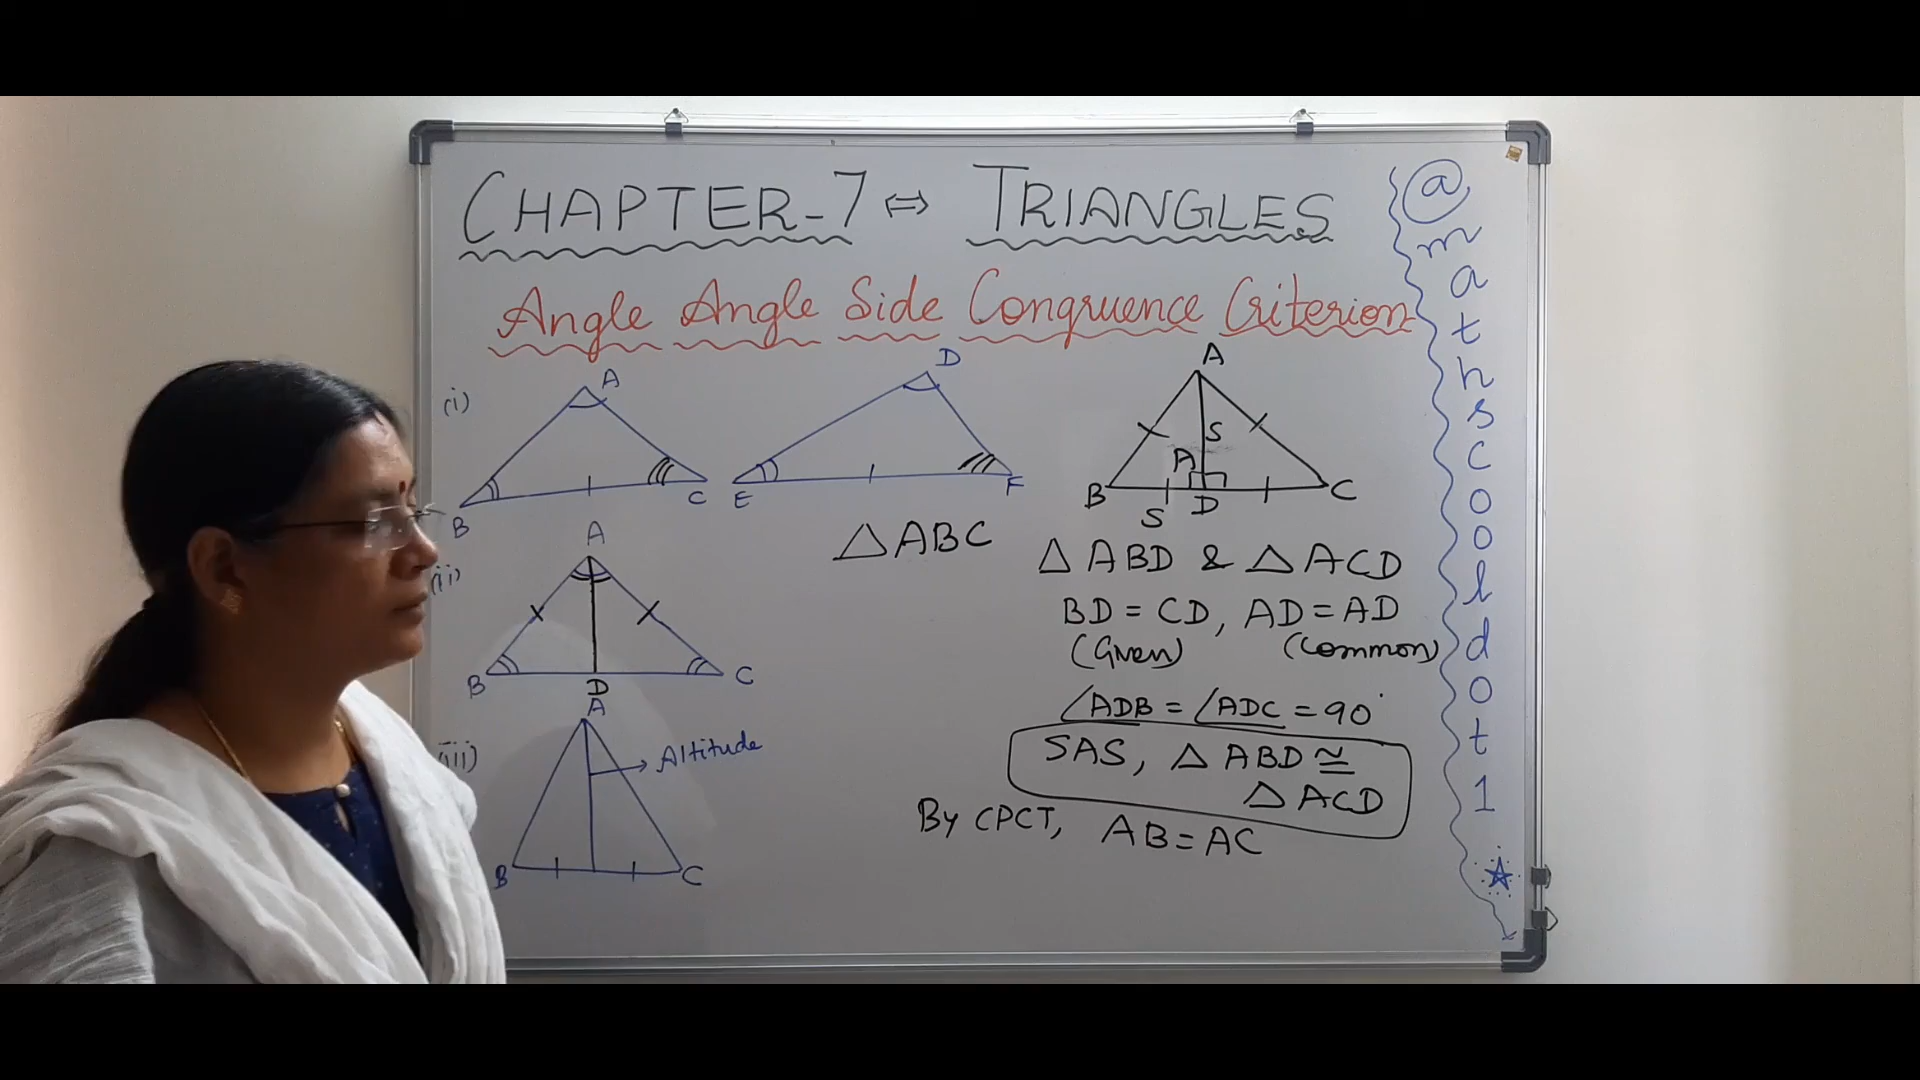 CHAPTER-7 ⇔ TRIANGLES
Angle Angle Side Congruence Criterion
(i)
A
B
C
D
E
F
△ABC
(ii)
A
B
D
C
(iii)
A
Altitude
B
C
A
S
A
B
S
D
C
△ ABD & △ ACD
BD = CD, AD = AD
(Given) (Common)
∠ADB = ∠ADC = 90°
SAS, △ ABD ≅
△ ACD
By CPCT, AB = AC
@
m
a
t
h
s
c
o
o
l
d
o
t
1